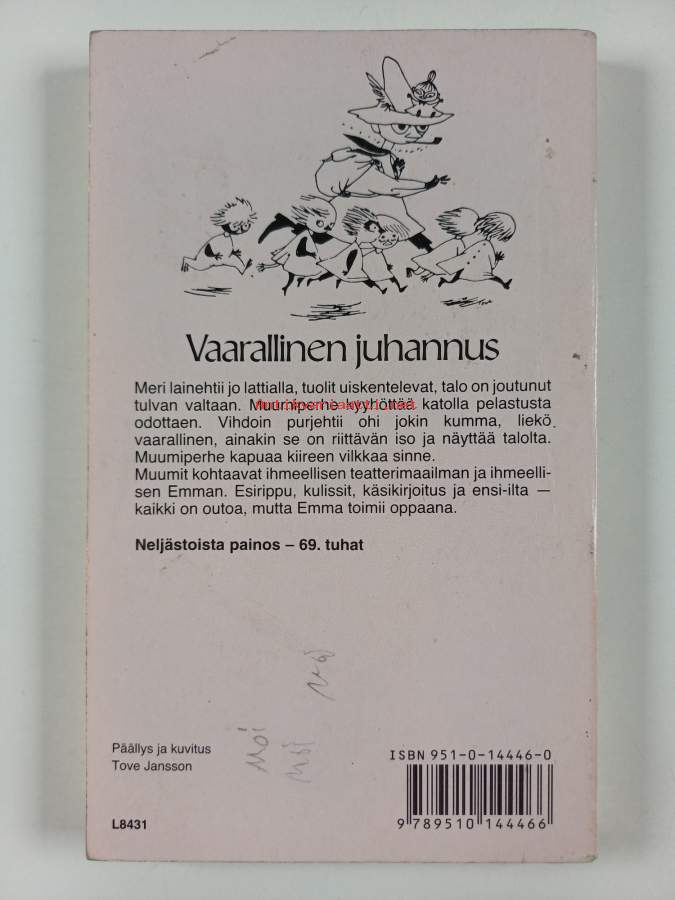 Vaarallinen juhannus
Meri lainehtii jo lattialla, tuolit uiskentelevat, talo on joutunut
tulvan valtaan. Muumiperhe kyyhöttää katolla pelastusta
Antikvariaatti.net
odottaen. Vihdoin purjehtii ohi jokin kumma, liekö
vaarallinen, ainakin se on riittävän iso ja näyttää talolta.
Muumiperhe kapuaa kiireen vilkkaa sinne.
Muumit kohtaavat ihmeellisen teatterimaailman ja ihmeelli-
sen Emman. Esirippu, kulissit, käsikirjoitus ja ensi-ilta —
kaikki on outoa, mutta Emma toimii oppaana.
Neljästoista painos – 69. tuhat
Moi
Moi
Päällys ja kuvitus
Tove Jansson
L8431
ISBN 951-0-14446-0
9 789510 144466